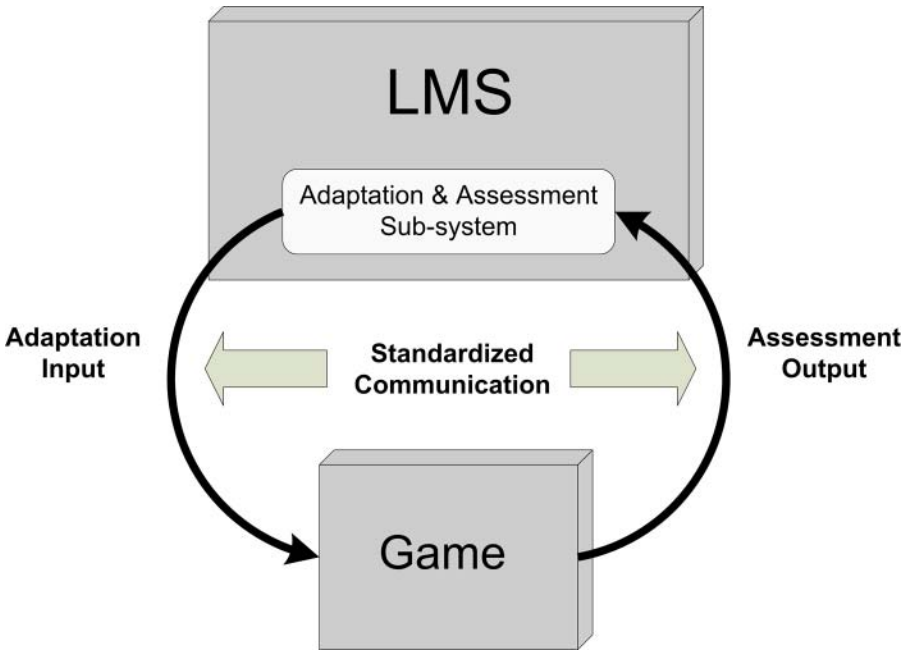 LMS
Adaptation & Assessment
Sub-system
Adaptation
Input
Standardized
Communication
Assessment
Output
Game